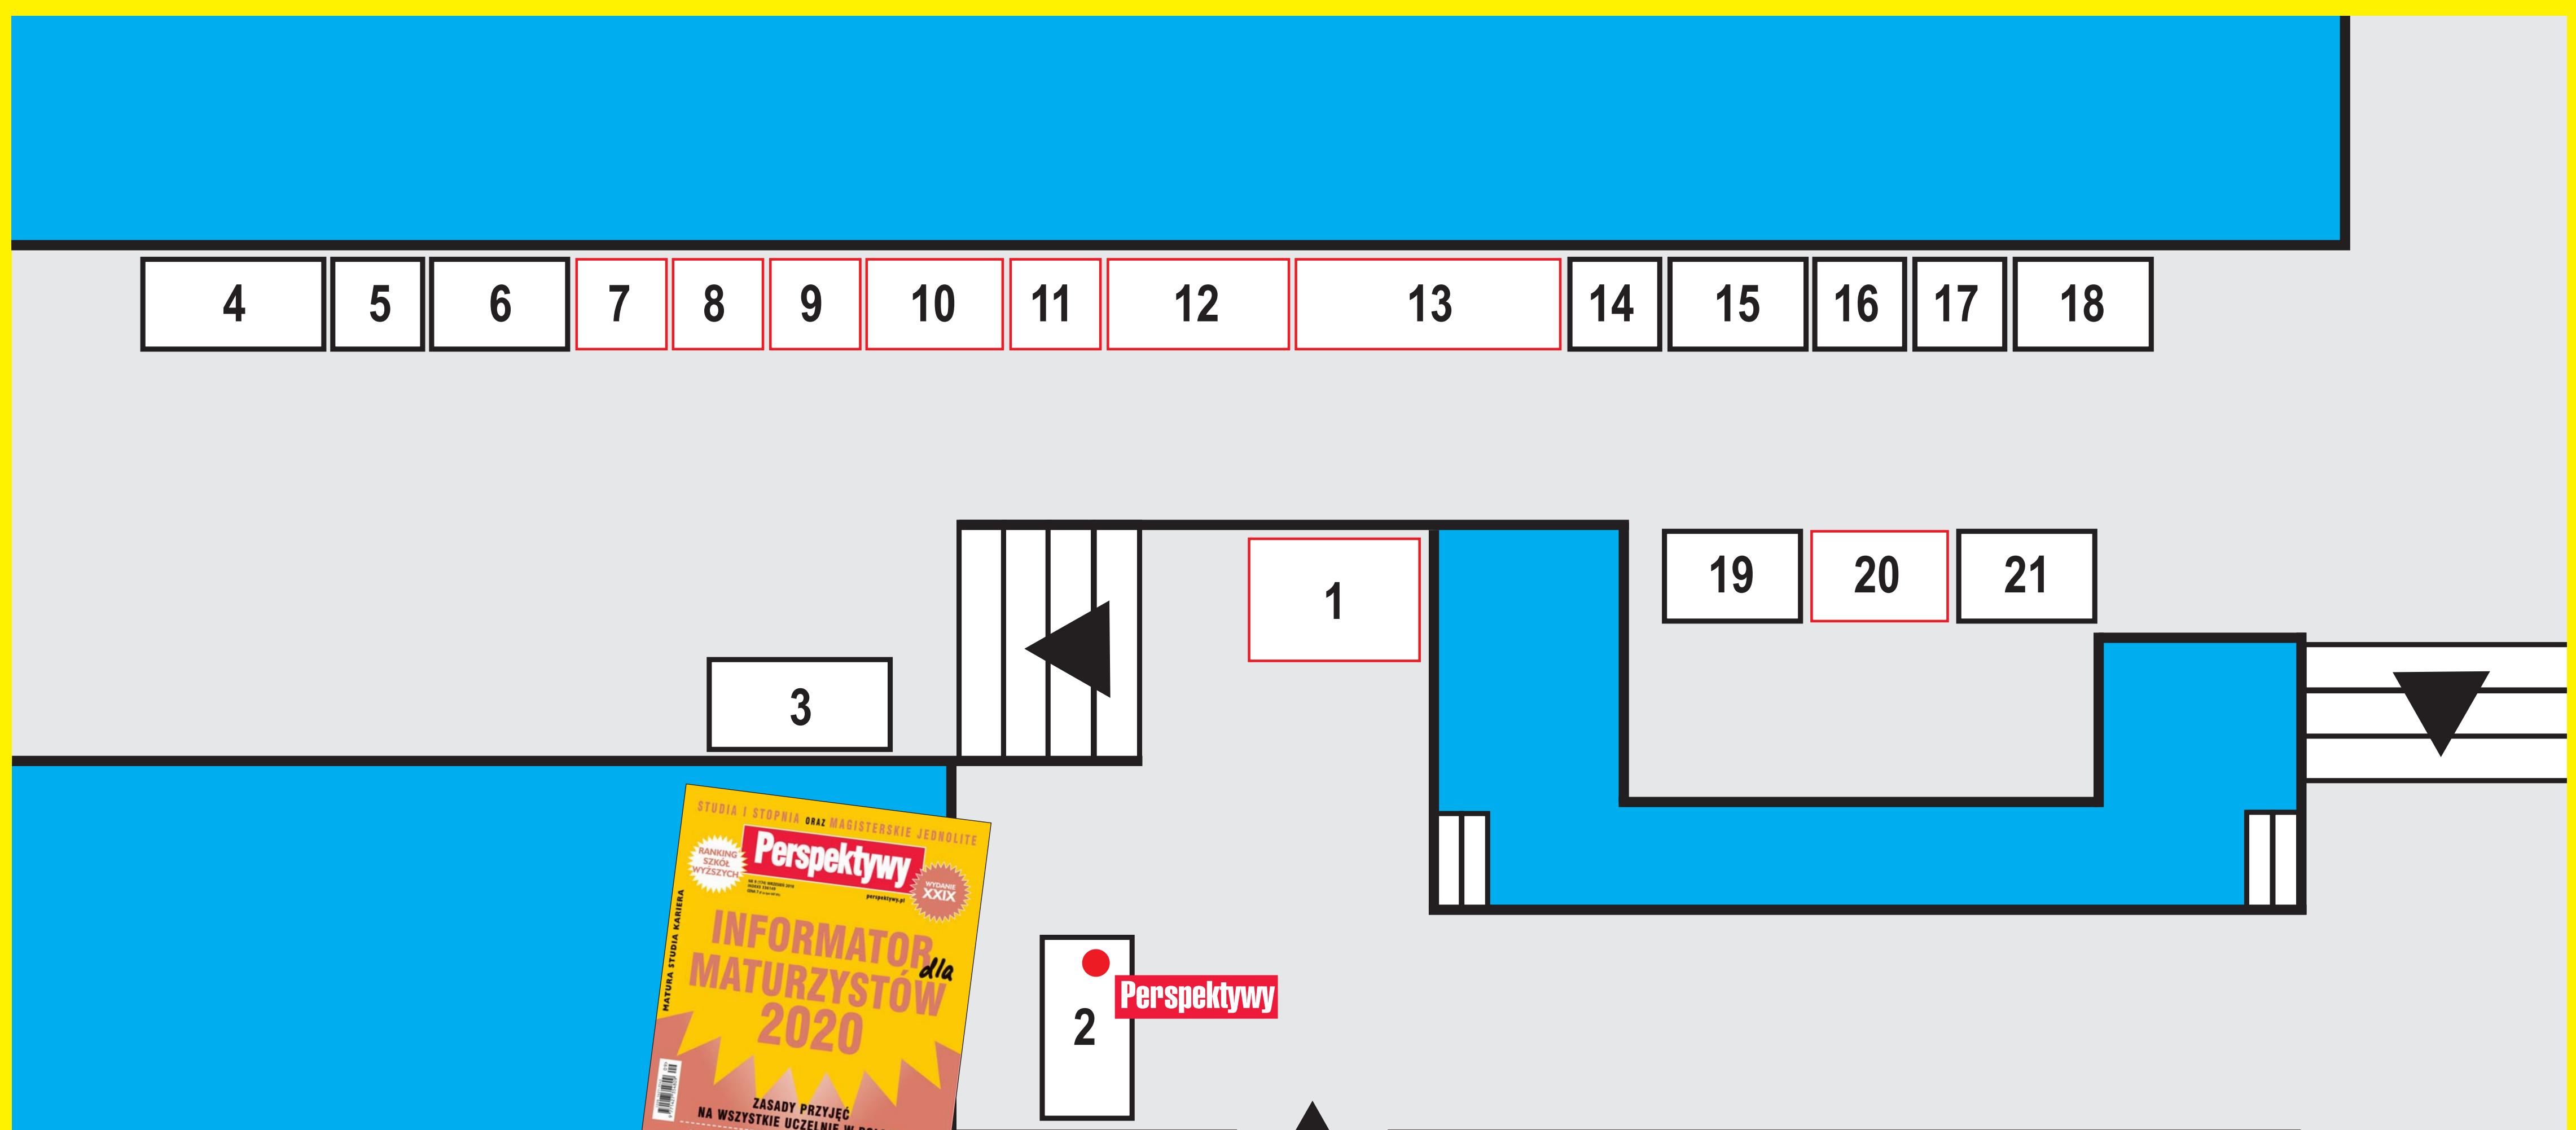 4 5 6 7 8 9 10 11 12 13 14 15 16 17 18
1 19 20 21
3
STUDIA I STOPNIA ORAZ MAGISTERSKIE JEDNOLITE
RANKING
SZKÓŁ
WYŻSZYCH
Perspektywy
WYDANIE
XXIX
perspektywy.pl
MATURA STUDIA KARIERA
INFORMATOR
dla
MATURZYSTÓW
2020
ZASADY PRZYJĘĆ
NA WSZYSTKIE UCZELNIE W
2
Perspektywy